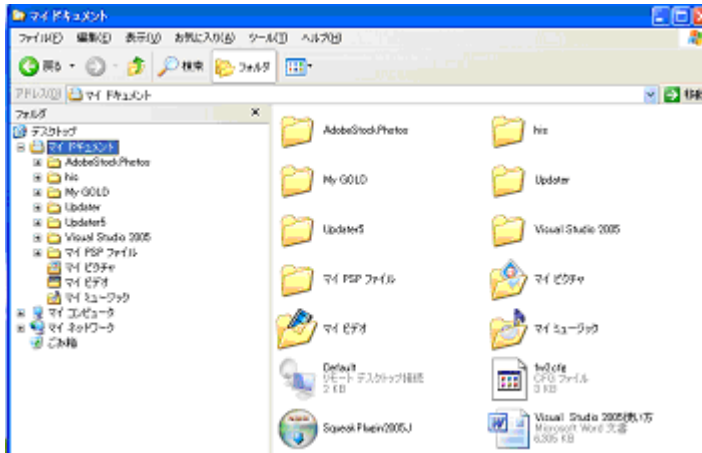 マイ ドキュメント
ファイル(F) 編集(E) 表示(V) お気に入り(A) ツール(T) ヘルプ(H)
戻る 検索 フォルダ
アドレス(D) マイ ドキュメント 移動
フォルダ ×
デスクトップ
マイ ドキュメント
AdobeStockPhotos
his
My GOLD
Updater
Updater5
Visual Studio 2005
マイ PSP ファイル
マイ ピクチャ
マイ ビデオ
マイ ミュージック
マイ コンピュータ
マイ ネットワーク
ごみ箱
AdobeStockPhotos
his
My GOLD
Updater
Updater5
Visual Studio 2005
マイ PSP ファイル
マイ ピクチャ
マイ ビデオ
マイ ミュージック
Default
リモート デスクトップ接続
2 KB
fw2.cfg
CFG ファイル
3 KB
SqueakPlugin2005J
Visual Studio 2005使い方
Microsoft Word 文書
6,305 KB